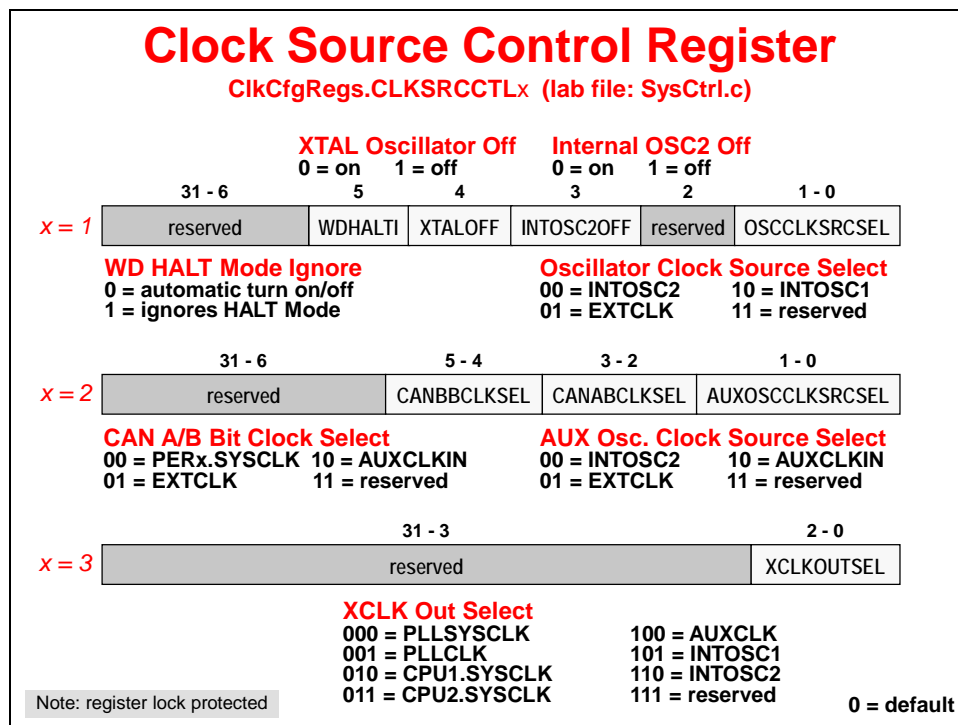 Clock Source Control Register
ClkCfgRegs.CLKSRCCTLx (lab file: SysCtrl.c)
XTAL Oscillator Off Internal OSC2 Off
0 = on 1 = off 0 = on 1 = off
31 - 6 5 4 3 2 1 - 0
x = 1 reserved WDHALTI XTALOFF INTOSC2OFF reserved OSCCLKSRCSEL
WD HALT Mode Ignore Oscillator Clock Source Select
0 = automatic turn on/off 00 = INTOSC2 10 = INTOSC1
1 = ignores HALT Mode 01 = EXTCLK 11 = reserved
31 - 6 5 - 4 3 - 2 1 - 0
x = 2 reserved CANBBCLKSEL CANABCLKSEL AUXOSCCLKSRCSEL
CAN A/B Bit Clock Select AUX Osc. Clock Source Select
00 = PERx.SYSCLK 10 = AUXCLKIN 00 = INTOSC2 10 = AUXCLKIN
01 = EXTCLK 11 = reserved 01 = EXTCLK 11 = reserved
31 - 3 2 - 0
x = 3 reserved XCLKOUTSEL
XCLK Out Select
000 = PLLSYSCLK 100 = AUXCLK
001 = PLLCLK 101 = INTOSC1
010 = CPU1.SYSCLK 110 = INTOSC2
011 = CPU2.SYSCLK 111 = reserved
Note: register lock protected 0 = default